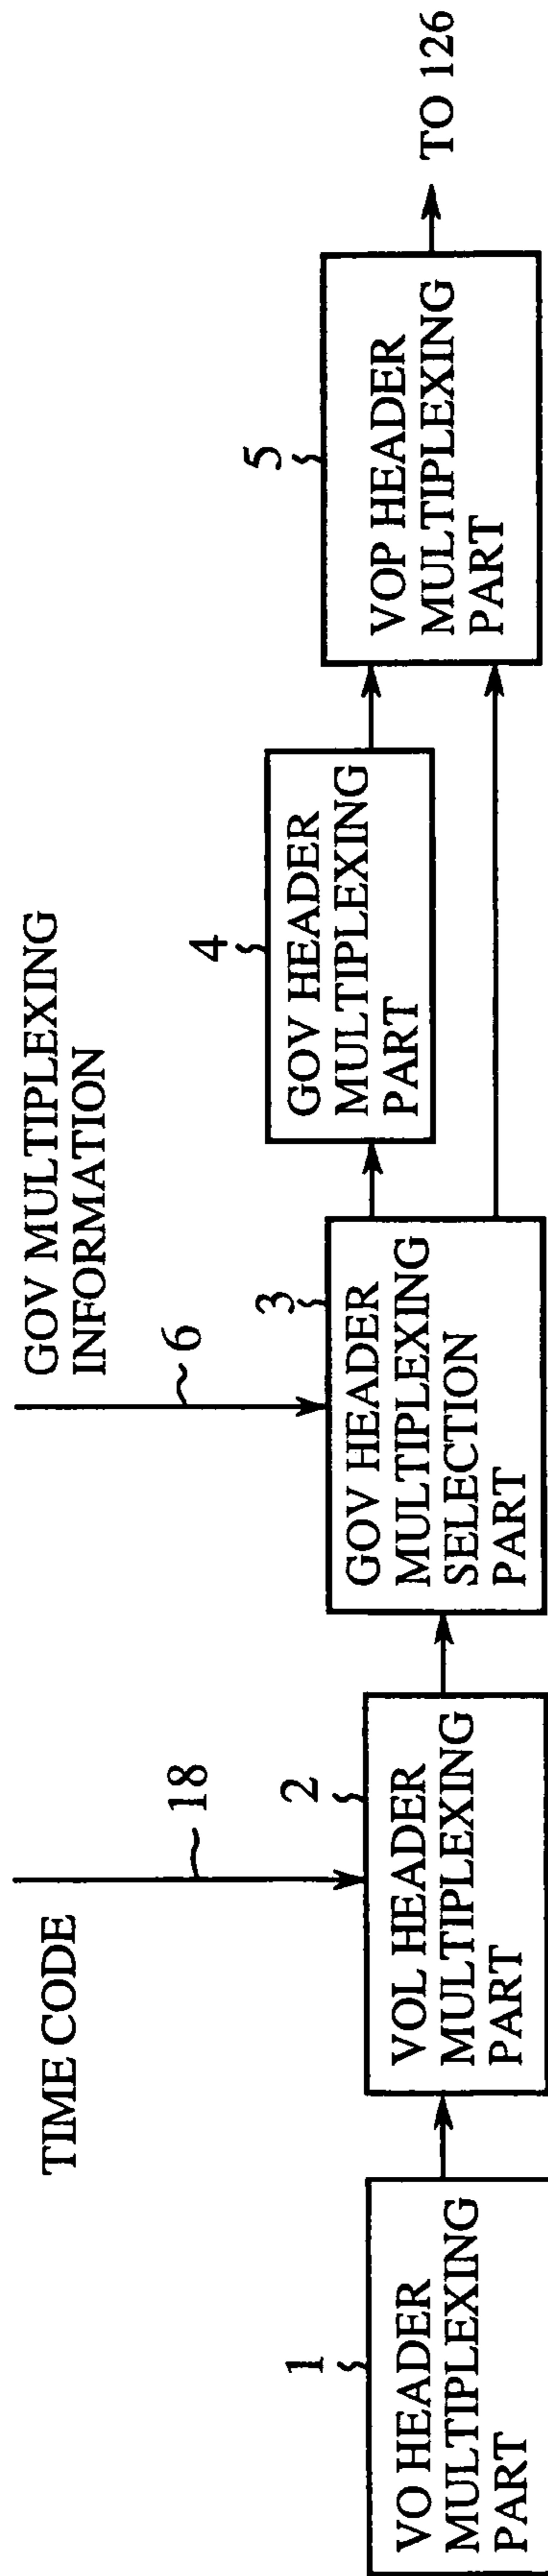 TIME CODE
18
GOV MULTIPLEXING
INFORMATION
6
1
VO HEADER
MULTIPLEXING
PART
2
VOL HEADER
MULTIPLEXING
PART
3
GOV HEADER
MULTIPLEXING
SELECTION
PART
4
GOV HEADER
MULTIPLEXING
PART
5
VOP HEADER
MULTIPLEXING
PART
TO 126